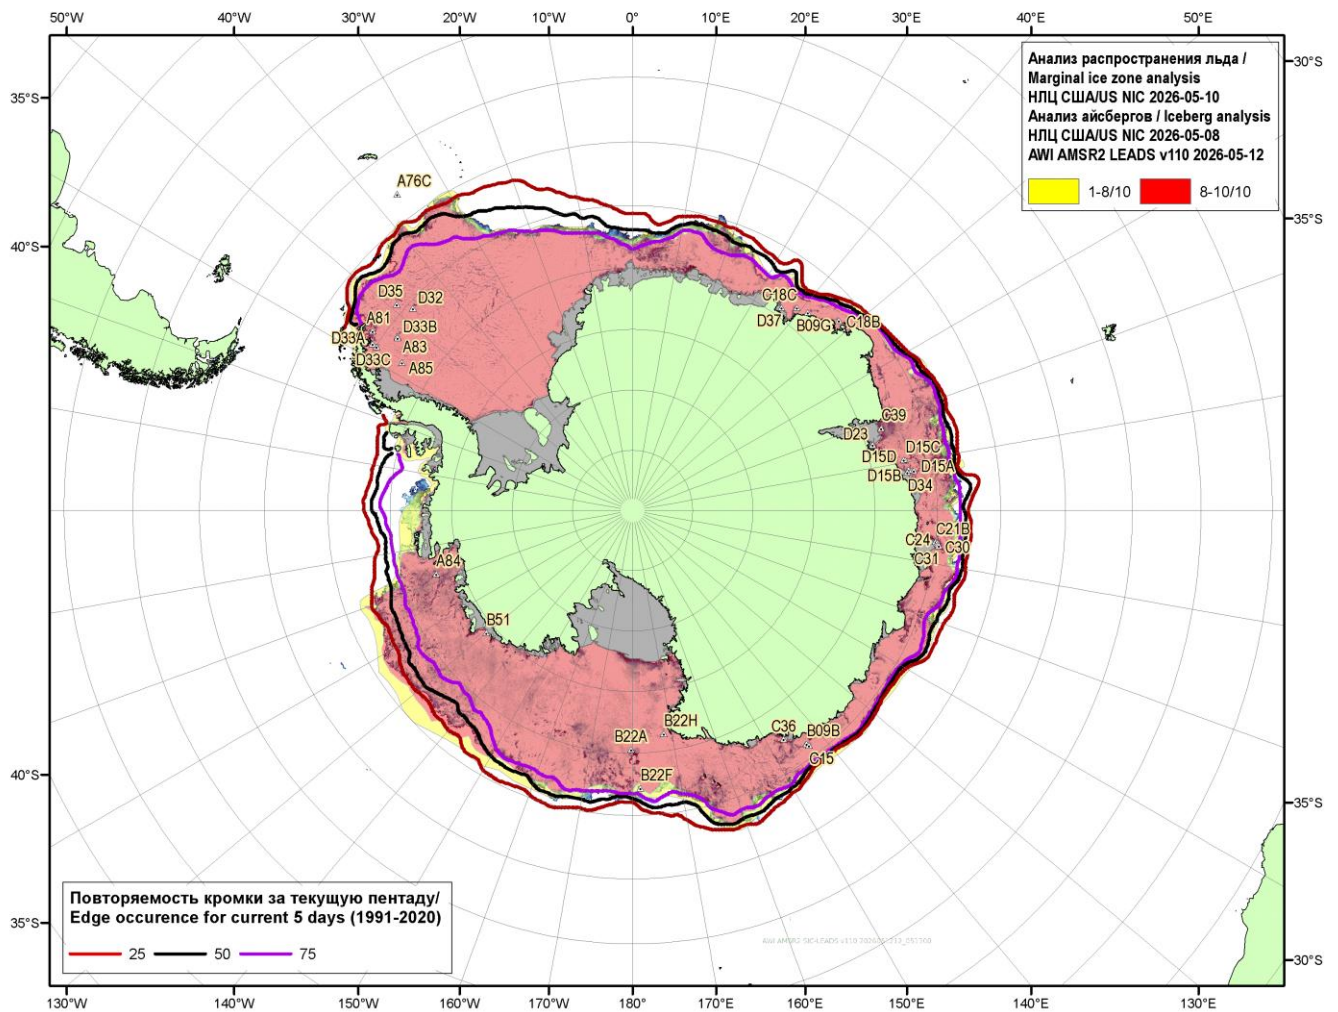 50°W 40°W 30°W 20°W 10°W 0° 10°E 20°E 30°E 40°E 50°E
Анализ распространения льда /
Marginal ice zone analysis
НЛЦ США/US NIC 2026-05-10
Анализ айсбергов / Iceberg analysis
НЛЦ США/US NIC 2026-05-08
AWI AMSR2 LEADS v110 2026-05-12
1-8/10 8-10/10
30°S
35°S
A76C
35°S
40°S
D35 D32
C18C
A81
D37 B09G C18B
D33B
D33A
A83
D33C
A85
C39
D23
D15C
D15D
D15A
D15B
D34
C21B
C24
C30
C31
A84
B51
B22H
C36
B09B
B22A
C15
B22F
40°S
35°S
Повторяемость кромки за текущую пентаду/
Edge occurence for current 5 days (1991-2020)
25 50 75
35°S
30°S
130°W 140°W 150°W 160°W 170°W 180° 170°E 160°E 150°E 140°E 130°E